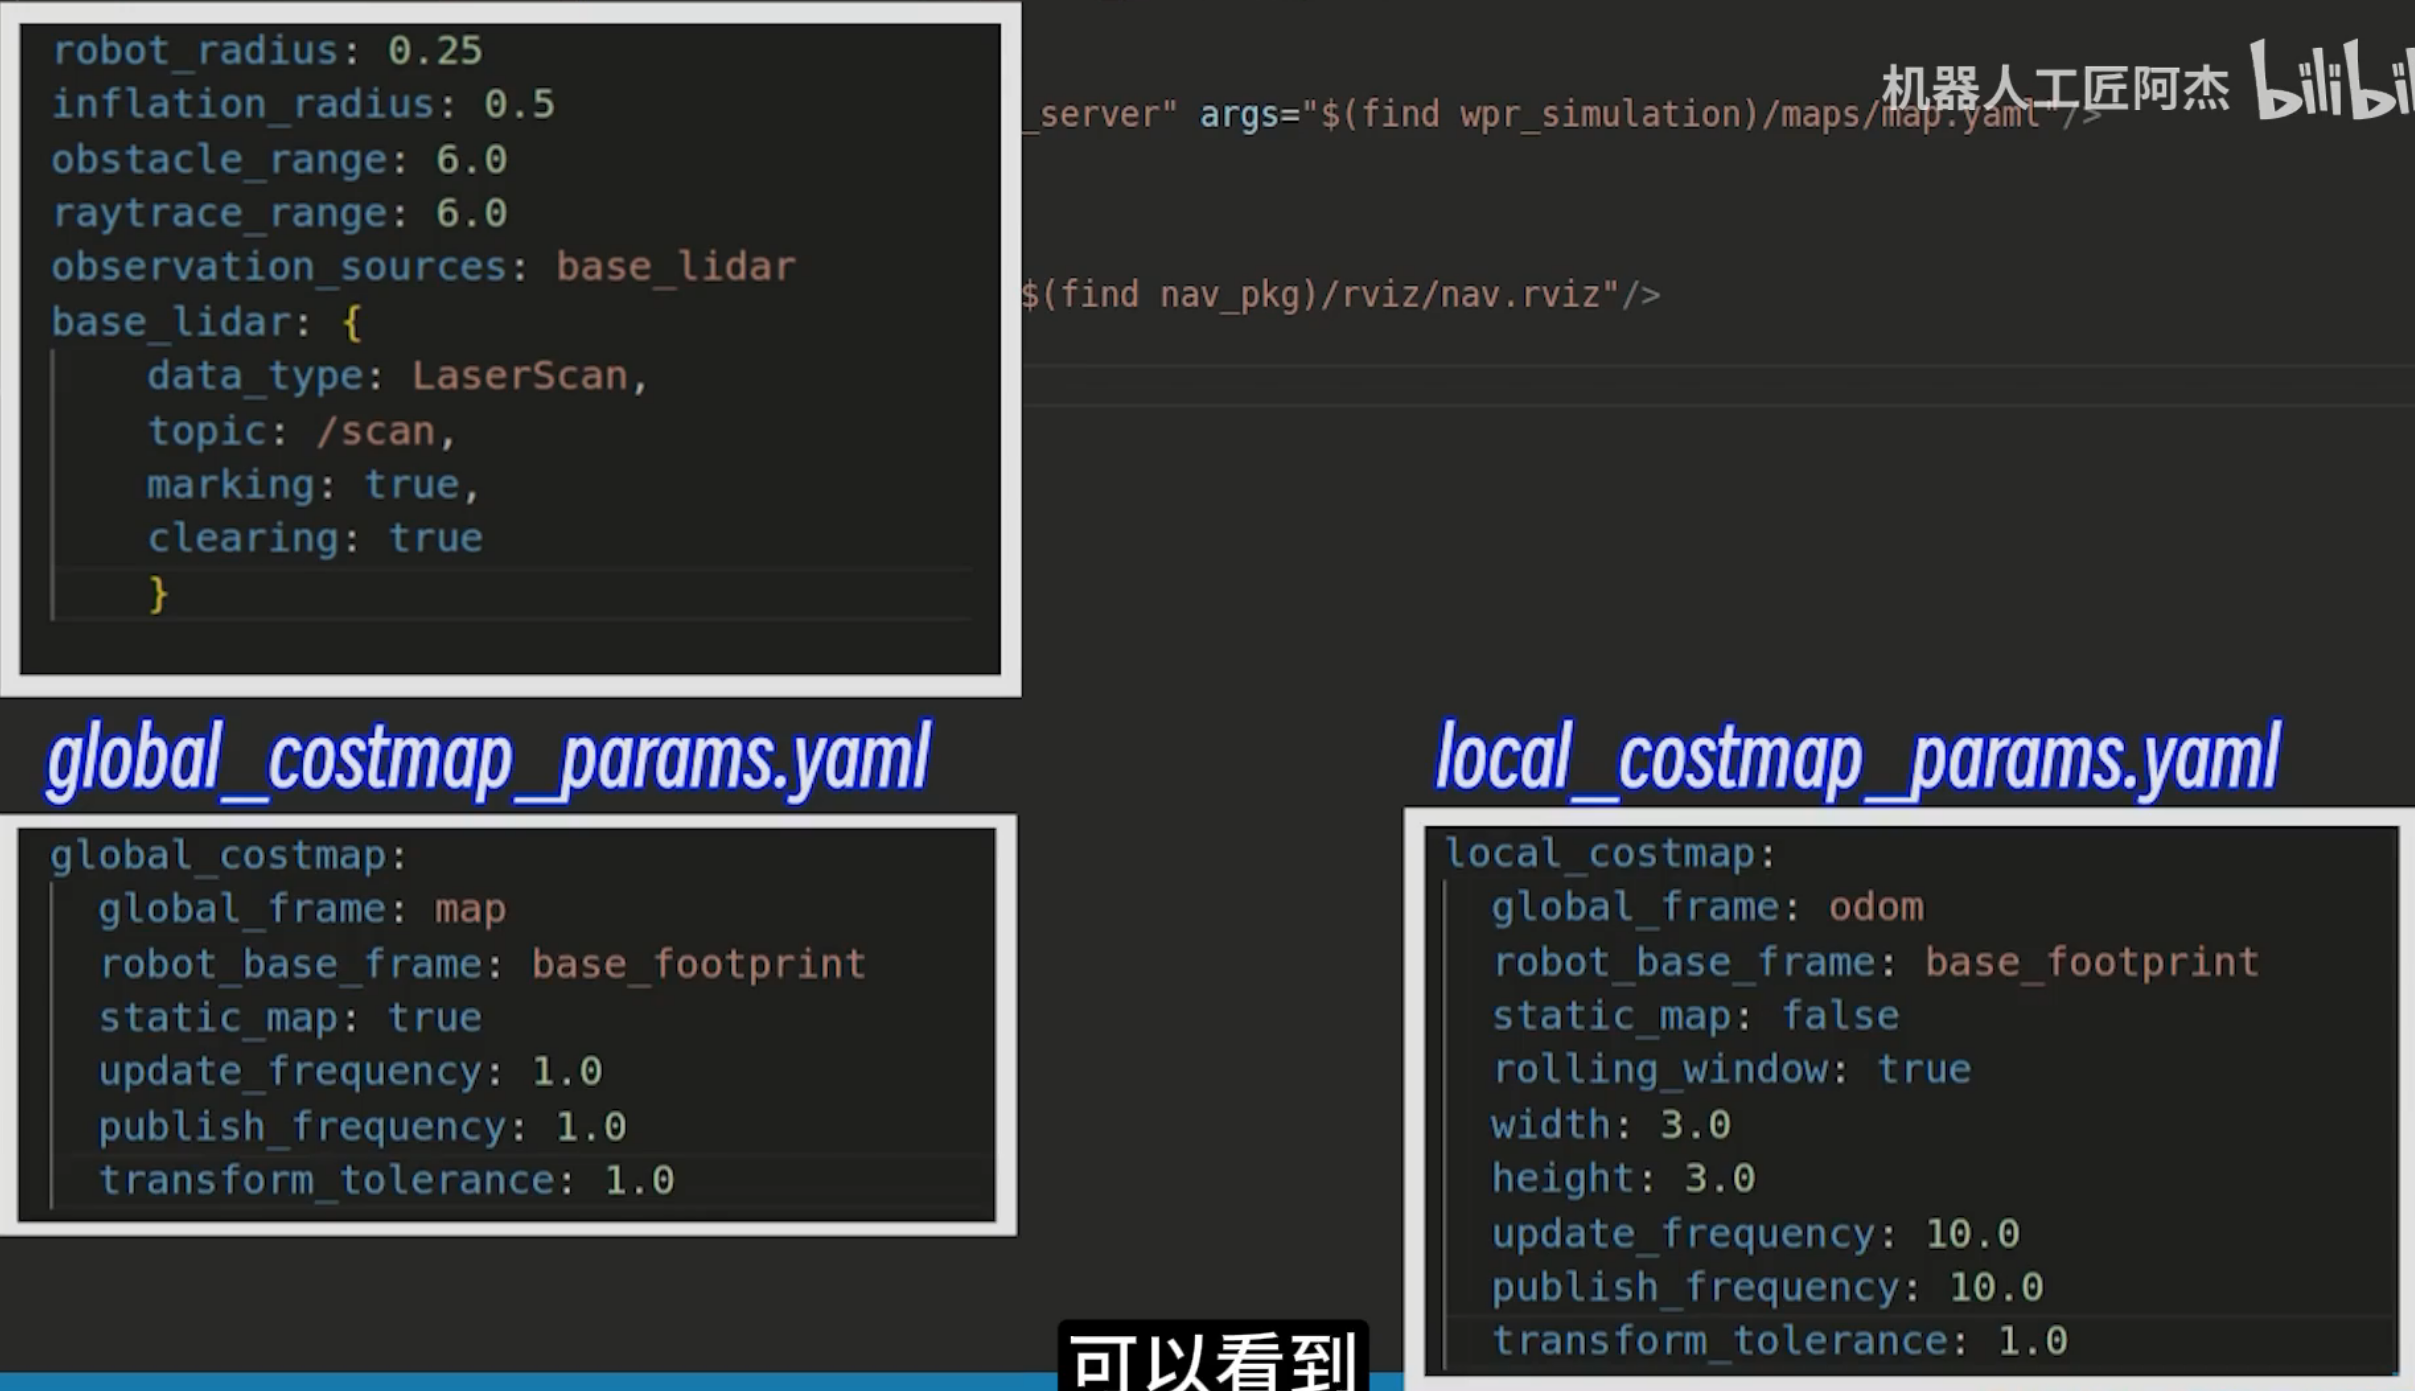 robot_radius: 0.25
inflation_radius: 0.5
obstacle_range: 6.0
raytrace_range: 6.0
observation_sources: base_lidar
base_lidar: {
data_type: LaserScan,
topic: /scan,
marking: true,
clearing: true
}
机器人工匠阿杰 bilibil
_server" args="$(find wpr_simulation)/maps/map.yaml"/>
$(find nav_pkg)/rviz/nav.rviz"/>
global_costmap_params.yaml
global_costmap:
global_frame: map
robot_base_frame: base_footprint
static_map: true
update_frequency: 1.0
publish_frequency: 1.0
transform_tolerance: 1.0
local_costmap_params.yaml
local_costmap:
global_frame: odom
robot_base_frame: base_footprint
static_map: false
rolling_window: true
width: 3.0
height: 3.0
update_frequency: 10.0
publish_frequency: 10.0
transform_tolerance: 1.0
可以看到